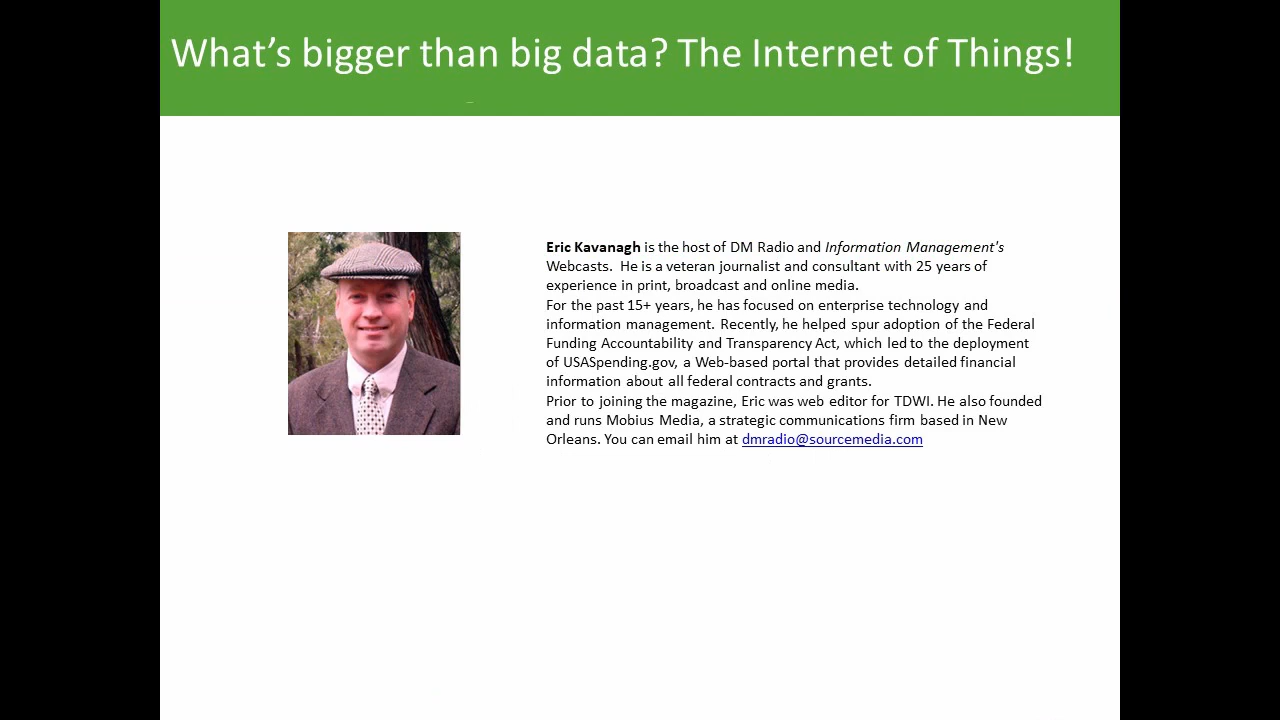 What’s bigger than big data? The Internet of Things!
Eric Kavanagh is the host of DM Radio and Information Management's
Webcasts.  He is a veteran journalist and consultant with 25 years of
experience in print, broadcast and online media.
For the past 15+ years, he has focused on enterprise technology and
information management. Recently, he helped spur adoption of the Federal
Funding Accountability and Transparency Act, which led to the deployment
of USASpending.gov, a Web-based portal that provides detailed financial
information about all federal contracts and grants.
Prior to joining the magazine, Eric was web editor for TDWI. He also founded
and runs Mobius Media, a strategic communications firm based in New
Orleans. You can email him at dmradio@sourcemedia.com